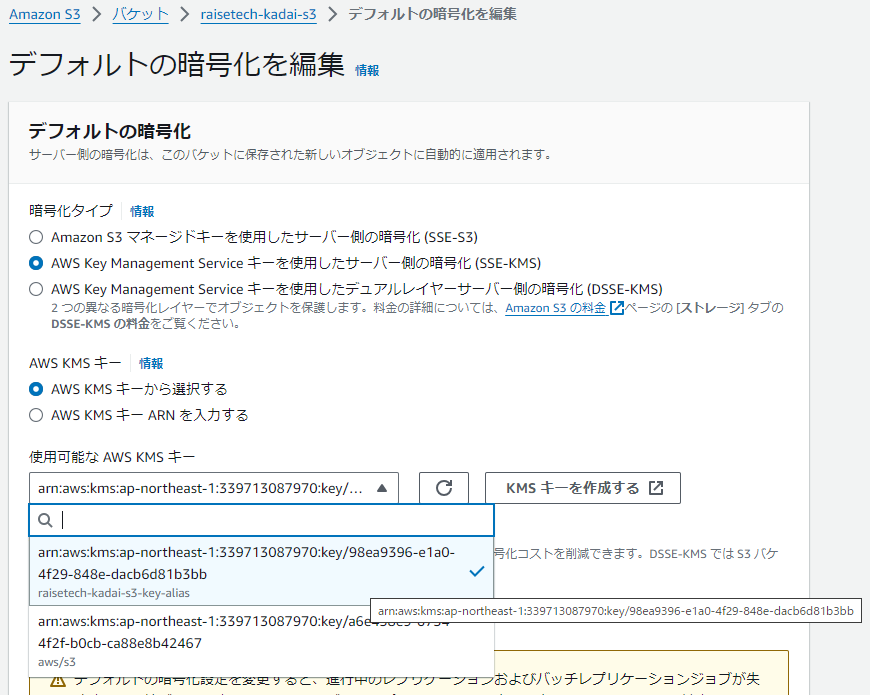 Amazon S3 > バケット > raisetech-kadai-s3 > デフォルトの暗号化を編集
デフォルトの暗号化を編集 情報
デフォルトの暗号化
サーバー側の暗号化は、このバケットに保存された新しいオブジェクトに自動的に適用されます。
暗号化タイプ 情報
Amazon S3 マネージドキーを使用したサーバー側の暗号化 (SSE-S3)
AWS Key Management Service キーを使用したサーバー側の暗号化 (SSE-KMS)
AWS Key Management Service キーを使用したデュアルレイヤーサーバー側の暗号化 (DSSE-KMS)
2 つの異なる暗号化レイヤーでオブジェクトを保護します。料金の詳細については、Amazon S3 の料金 ページの [ストレージ] タブの
DSSE-KMS の料金をご覧ください。
AWS KMS キー 情報
AWS KMS キーから選択する
AWS KMS キー ARN を入力する
使用可能な AWS KMS キー
arn:aws:kms:ap-northeast-1:339713087970:key/... KMS キーを作成する
arn:aws:kms:ap-northeast-1:339713087970:key/98ea9396-e1a0-
4f29-848e-dacb6d81b3bb
raisetech-kadai-s3-key-alias
号化コストを削減できます。DSSE-KMS では S3 バケ
arn:aws:kms:ap-northeast-1:339713087970:key/98ea9396-e1a0-4f29-848e-dacb6d81b3bb
arn:aws:kms:ap-northeast-1:339713087970:key/
4f2f-b0cb-ca88e8b42467
aws/s3
デフォルトの暗号化設定を変更すると、進行中のレプリケーションおよびバッチレプリケーションジョブが失